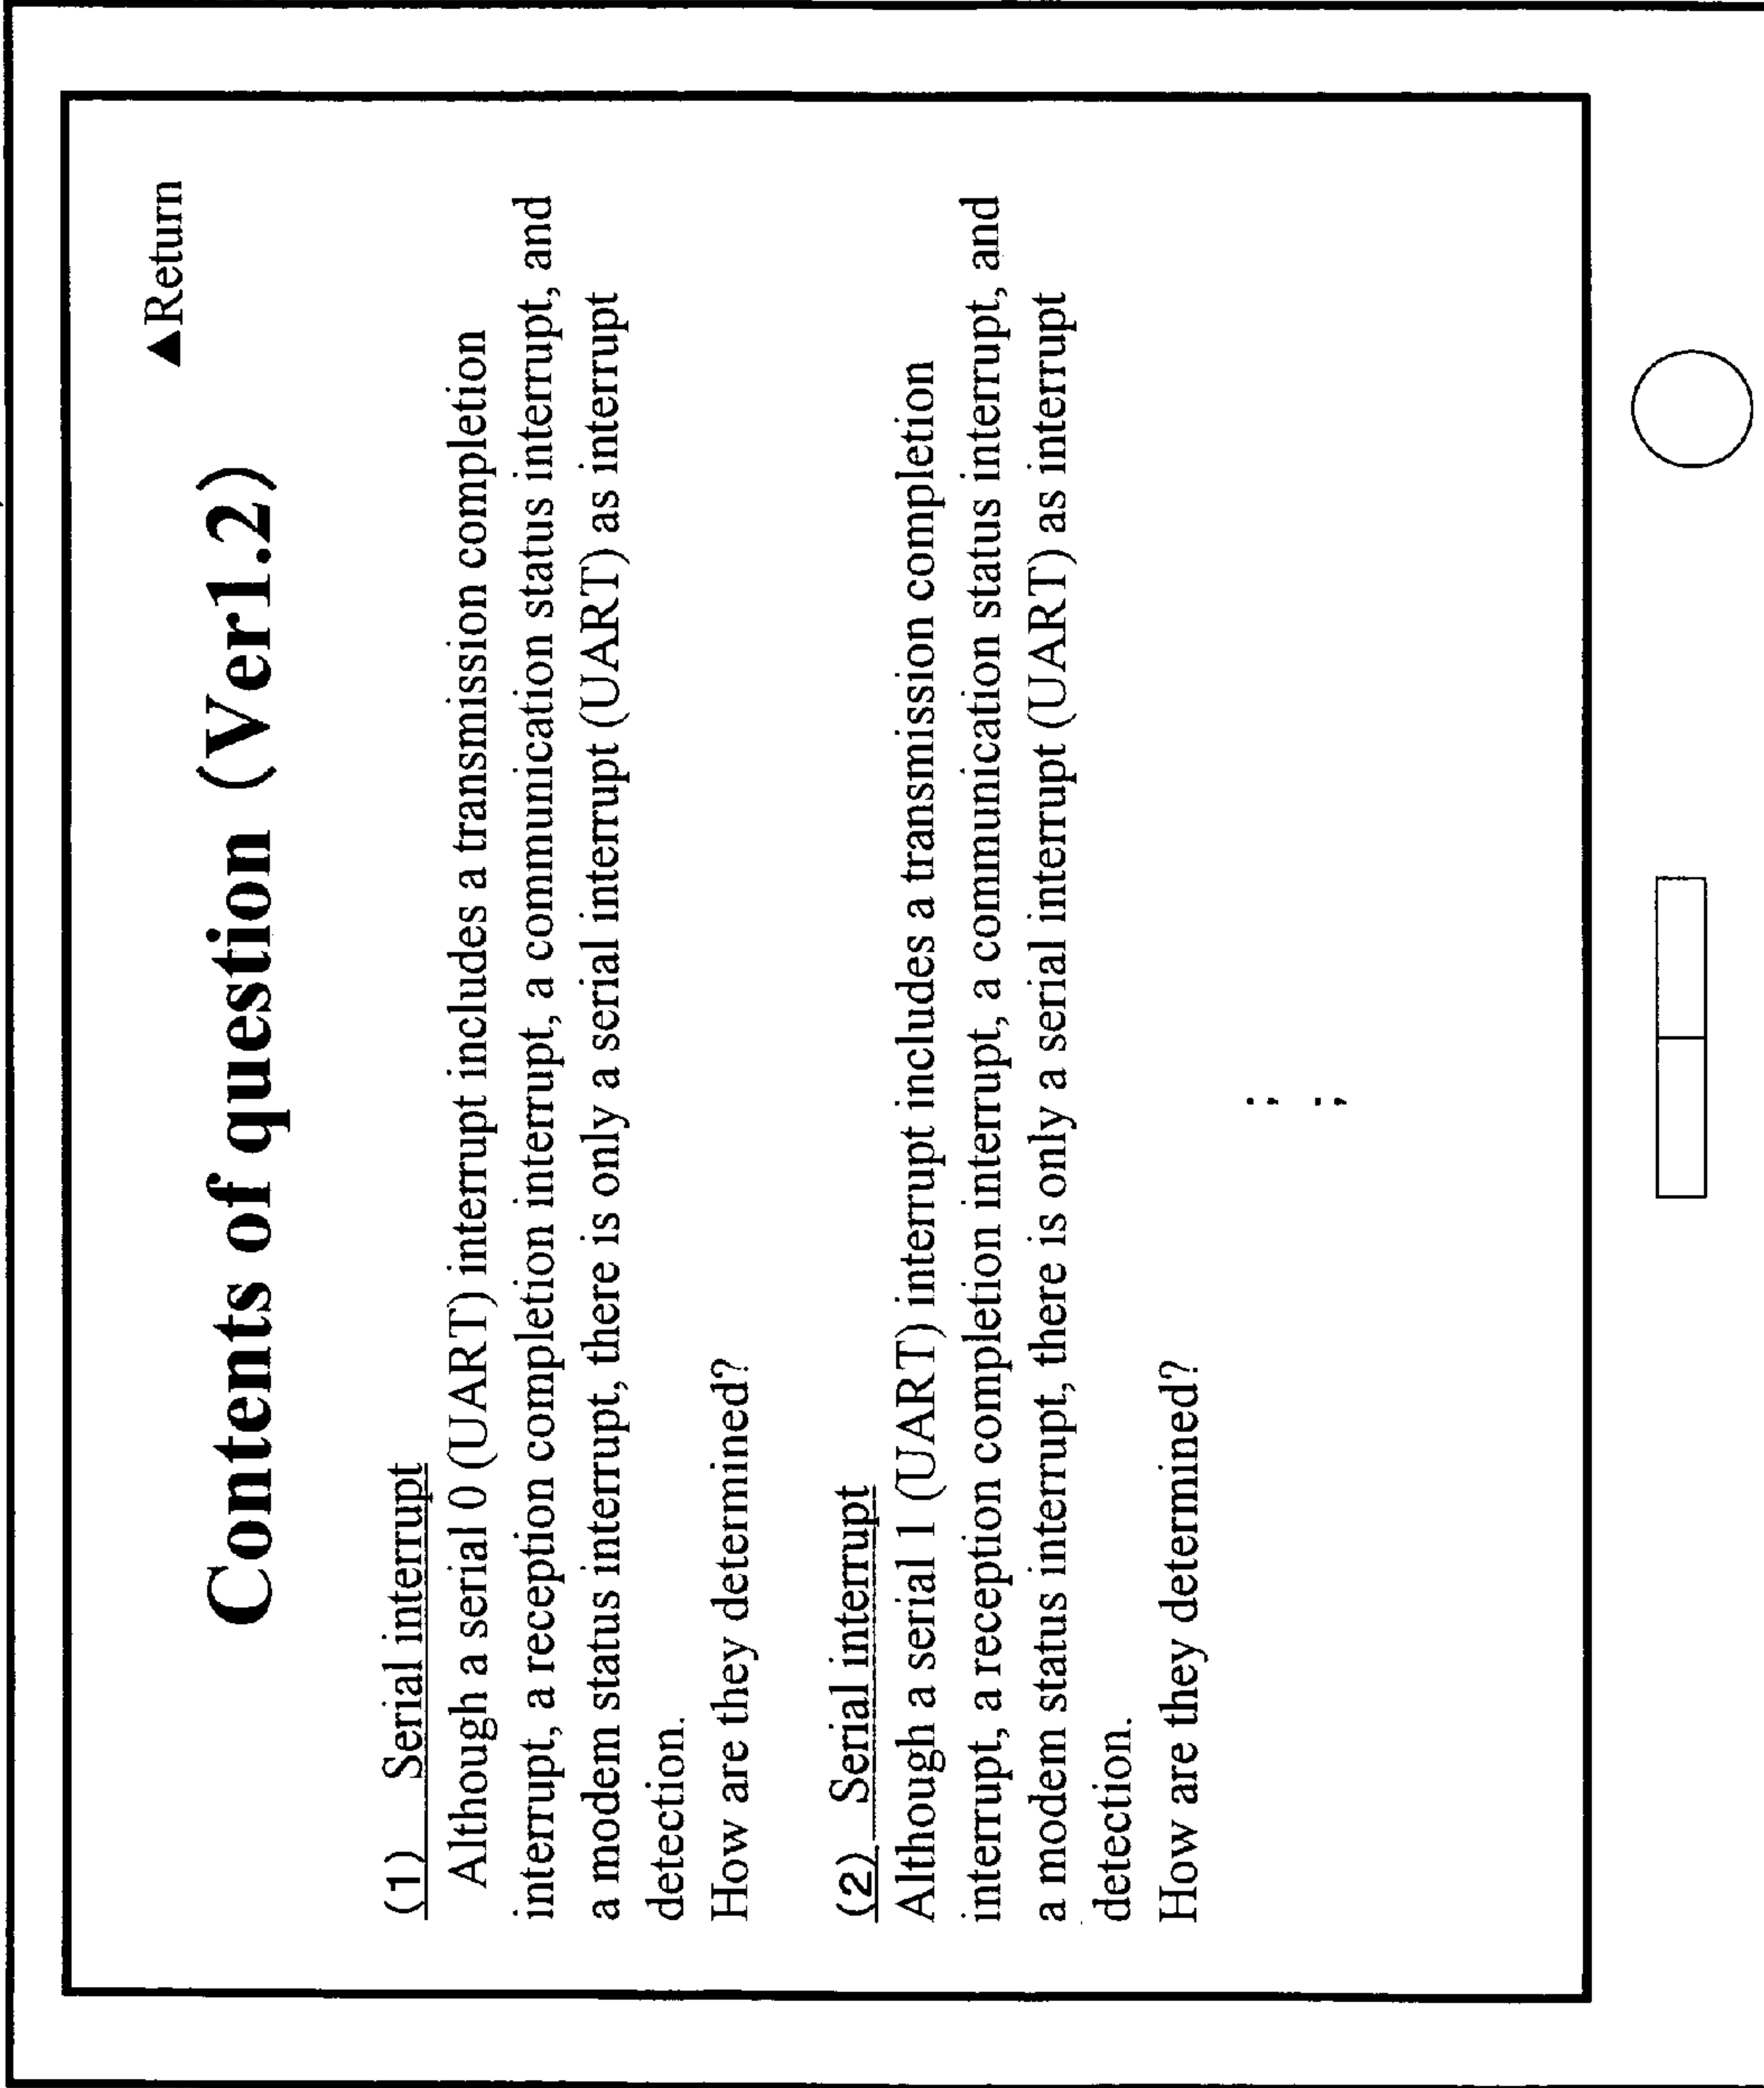 ▲Return
Contents of question (Ver1.2)
(1) Serial interrupt
Although a serial 0 (UART) interrupt includes a transmission completion
interrupt, a reception completion interrupt, a communication status interrupt, and
a modem status interrupt, there is only a serial interrupt (UART) as interrupt
detection.
How are they determined?
(2) Serial interrupt
Although a serial 1 (UART) interrupt includes a transmission completion
interrupt, a reception completion interrupt, a communication status interrupt, and
a modem status interrupt, there is only a serial interrupt (UART) as interrupt
detection.
How are they determined?
:
: